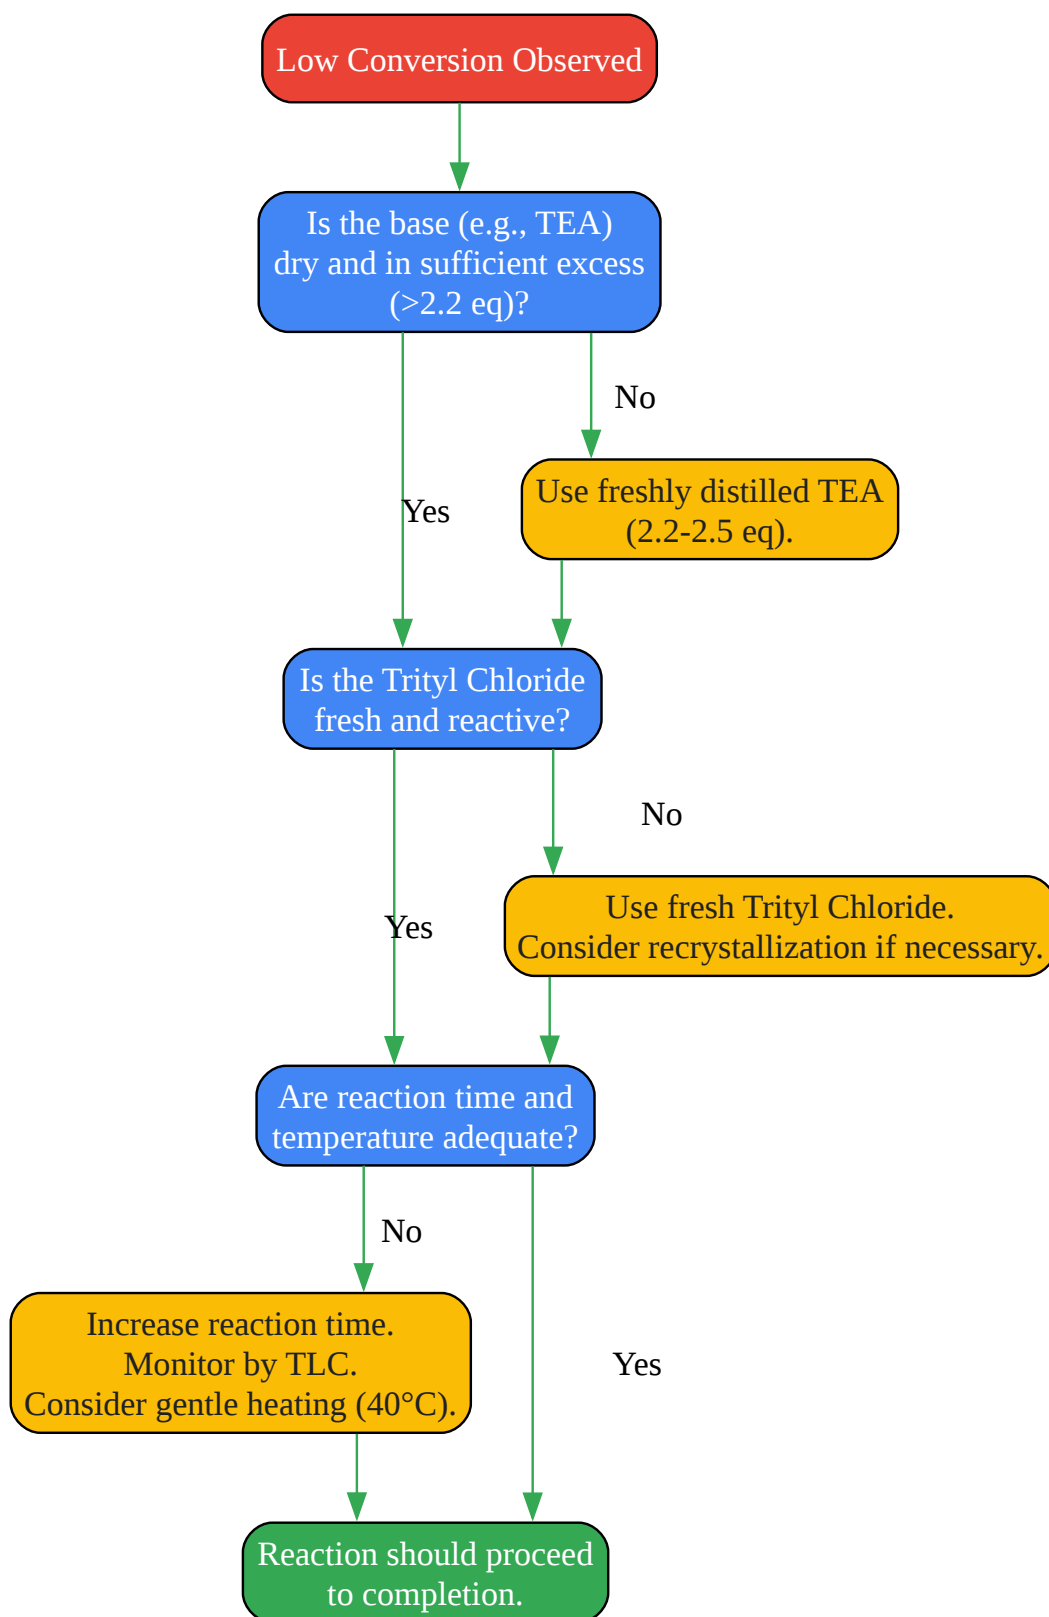 Low Conversion Observed
Is the base (e.g., TEA)
dry and in sufficient excess
(>2.2 eq)?
No
Use freshly distilled TEA
(2.2-2.5 eq).
Yes
Is the Trityl Chloride
fresh and reactive?
No
Use fresh Trityl Chloride.
Consider recrystallization if necessary.
Yes
Are reaction time and
temperature adequate?
No
Increase reaction time.
Monitor by TLC.
Consider gentle heating (40°C).
Yes
Reaction should proceed
to completion.